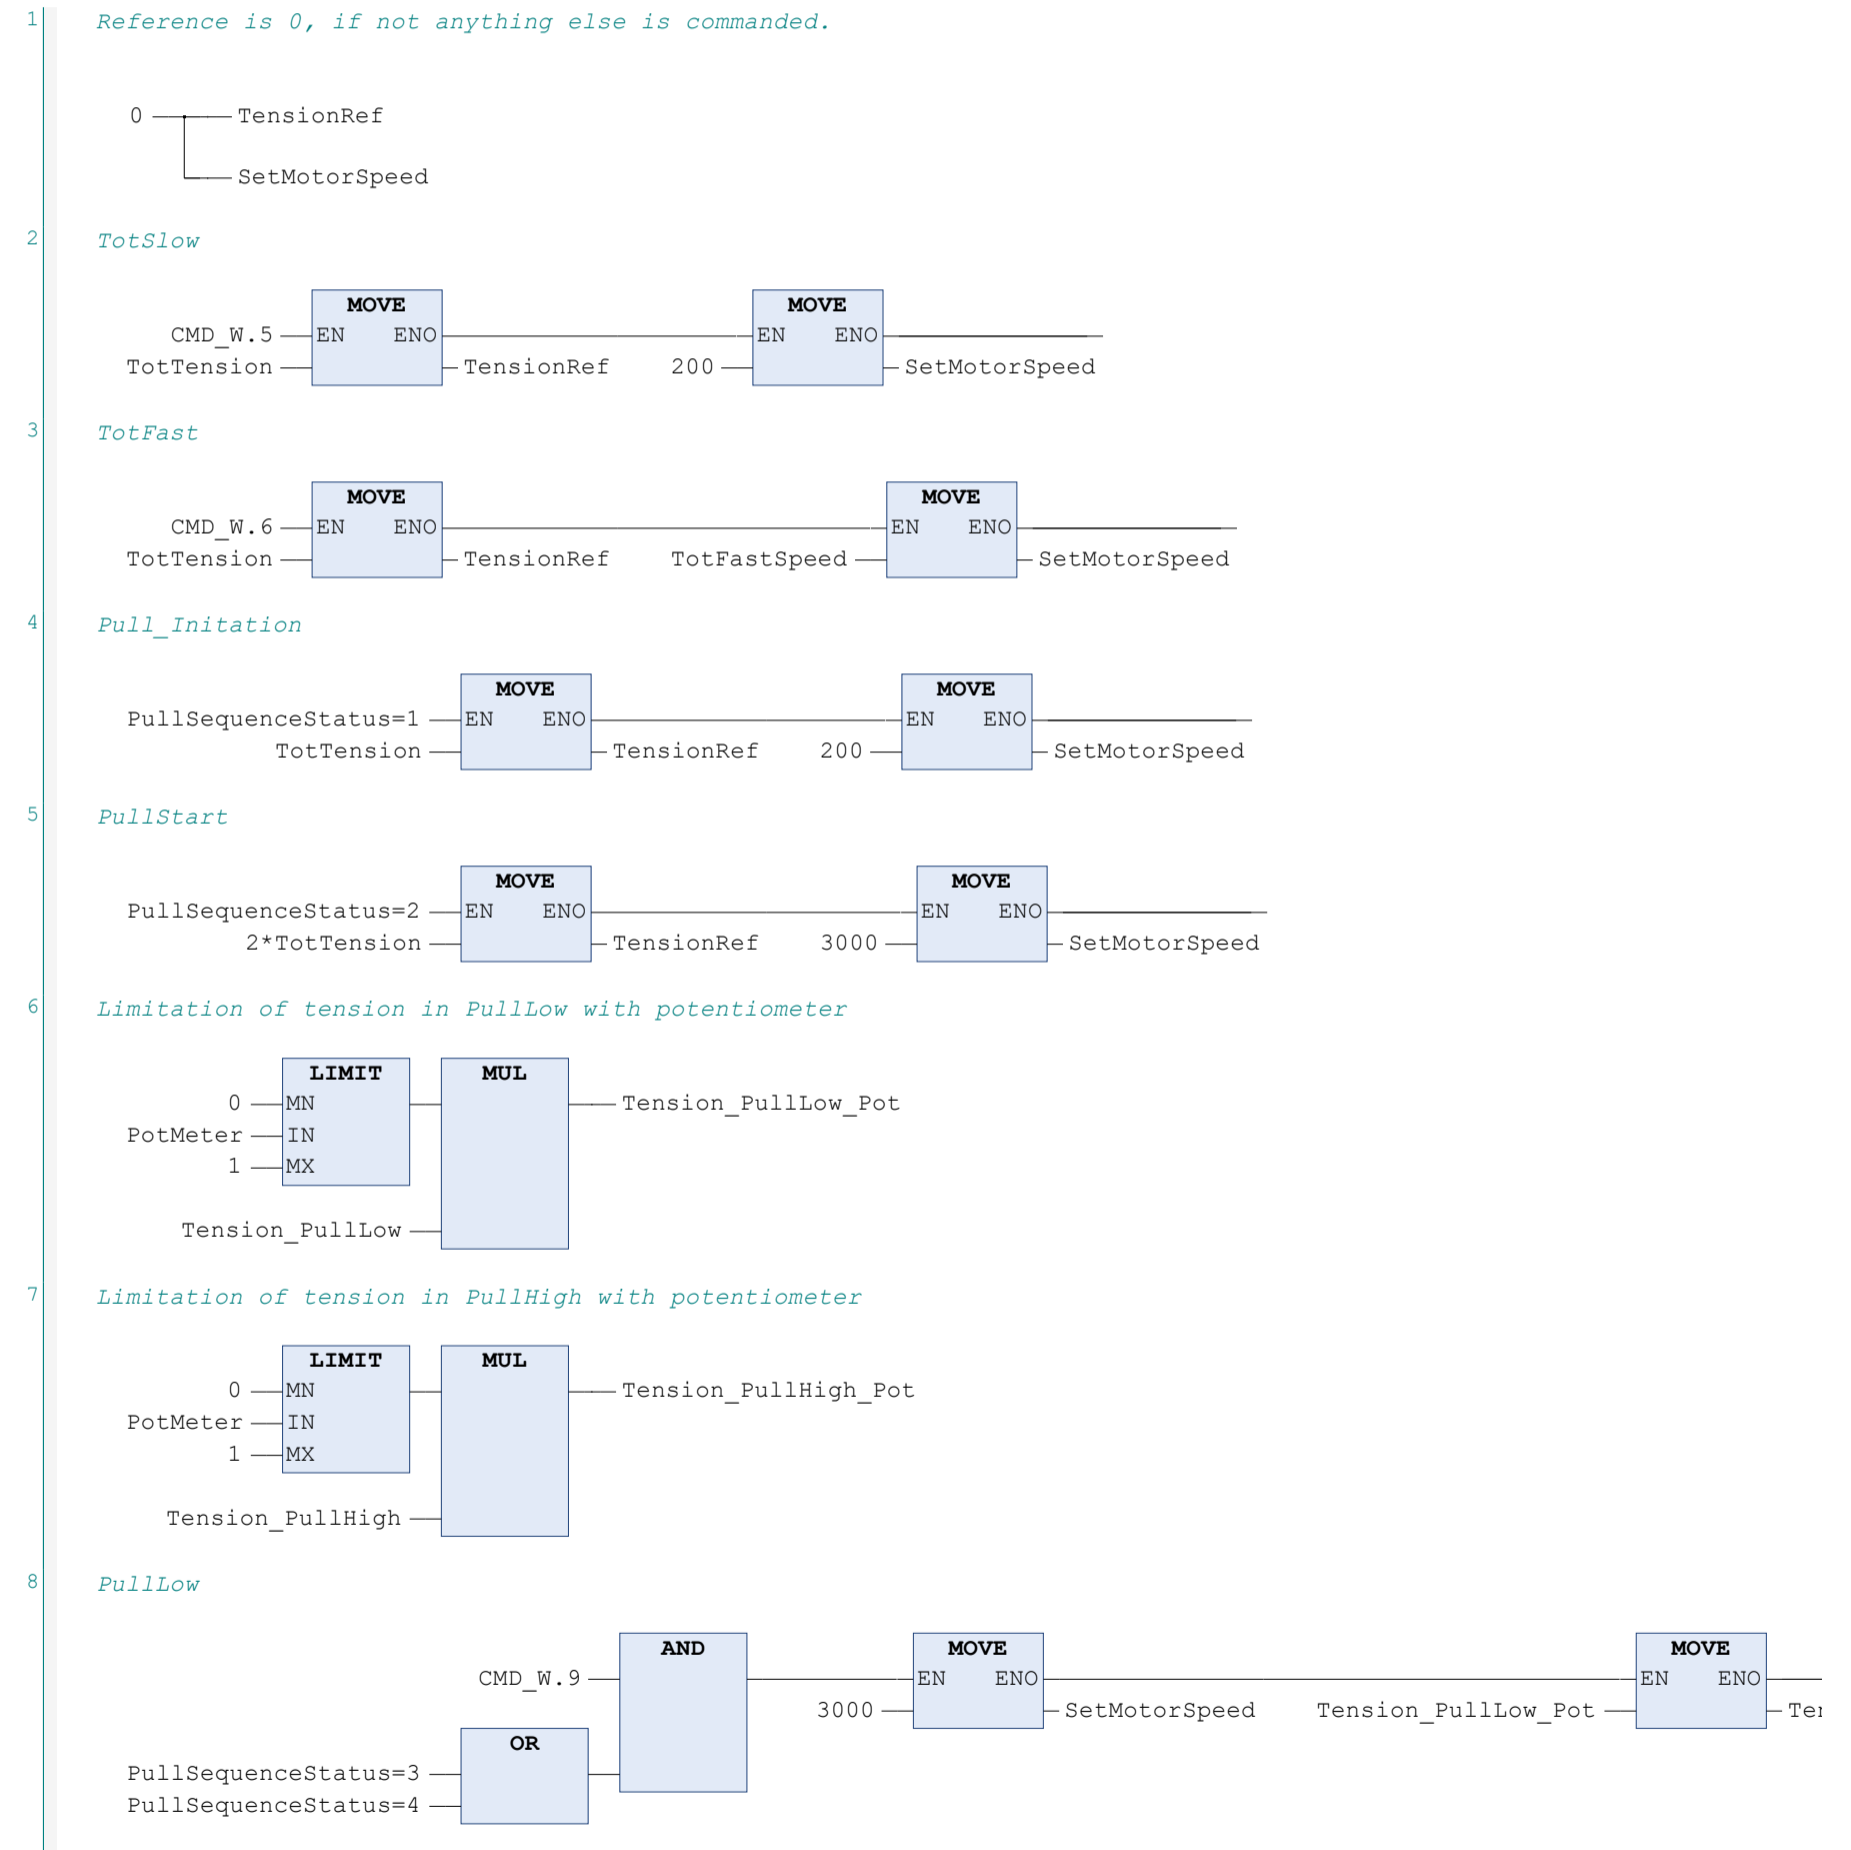 1 Reference is 0, if not anything else is commanded.
0 TensionRef
SetMotorSpeed
2 TotSlow
MOVE MOVE
CMD_W.5 EN ENO EN ENO
TotTension TensionRef 200 SetMotorSpeed
3 TotFast
MOVE MOVE
CMD_W.6 EN ENO EN ENO
TotTension TensionRef TotFastSpeed SetMotorSpeed
4 Pull_Initation
MOVE MOVE
PullSequenceStatus=1 EN ENO EN ENO
TotTension TensionRef 200 SetMotorSpeed
5 PullStart
MOVE MOVE
PullSequenceStatus=2 EN ENO EN ENO
2*TotTension TensionRef 3000 SetMotorSpeed
6 Limitation of tension in PullLow with potentiometer
LIMIT MUL
0 MN Tension_PullLow_Pot
PotMeter IN
1 MX
Tension_PullLow
7 Limitation of tension in PullHigh with potentiometer
LIMIT MUL
0 MN Tension_PullHigh_Pot
PotMeter IN
1 MX
Tension_PullHigh
8 PullLow
AND MOVE MOVE
CMD_W.9 EN ENO EN ENO
3000 SetMotorSpeed Tension_PullLow_Pot
OR
PullSequenceStatus=3
PullSequenceStatus=4